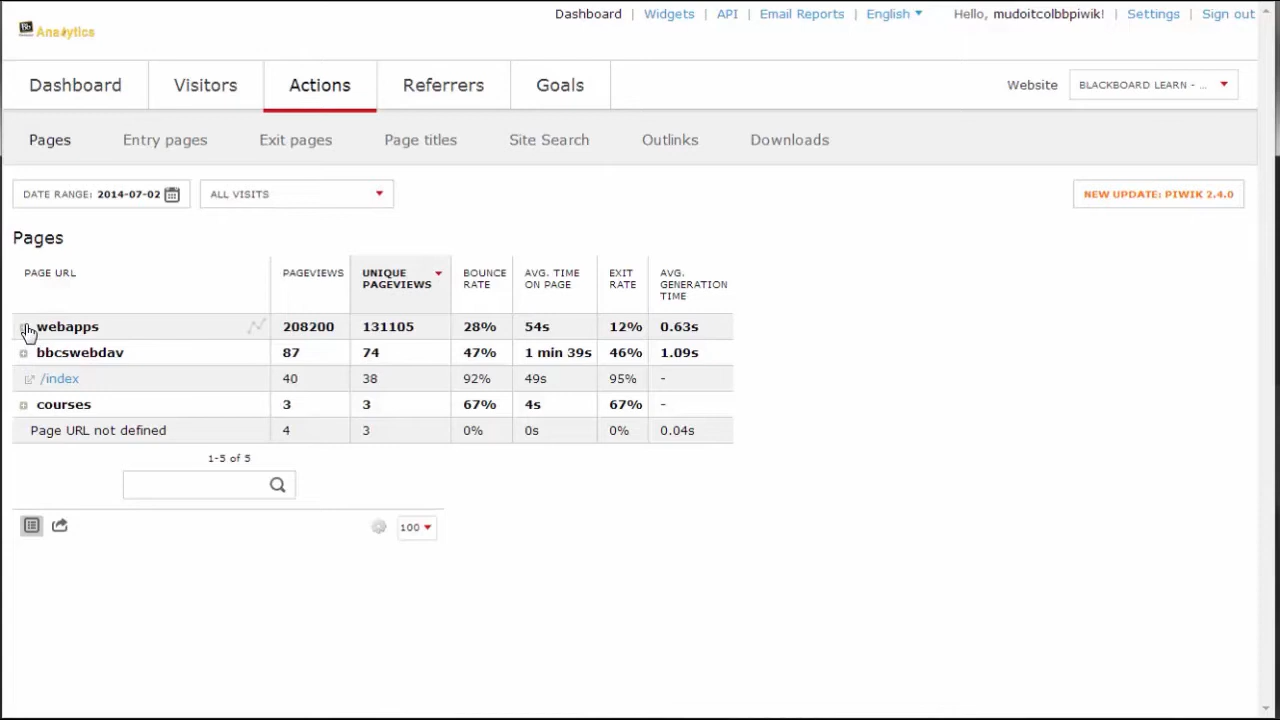 Dashboard | Widgets | API | Email Reports | English Hello, mudoitcolbbpiwik! | Settings | Sign out
Bb Analytics
Dashboard Visitors Actions Referrers Goals Website BLACKBOARD LEARN - ...
Pages Entry pages Exit pages Page titles Site Search Outlinks Downloads
DATE RANGE: 2014-07-02 ALL VISITS NEW UPDATE: PIWIK 2.4.0
Pages
PAGE URL PAGEVIEWS UNIQUE PAGEVIEWS BOUNCE RATE AVG. TIME ON PAGE EXIT RATE AVG. GENERATION TIME
webapps 208200 131105 28% 54s 12% 0.63s
bbcswebdav 87 74 47% 1 min 39s 46% 1.09s
/index 40 38 92% 49s 95% -
courses 3 3 67% 4s 67% -
Page URL not defined 4 3 0% 0s 0% 0.04s
1-5 of 5
100